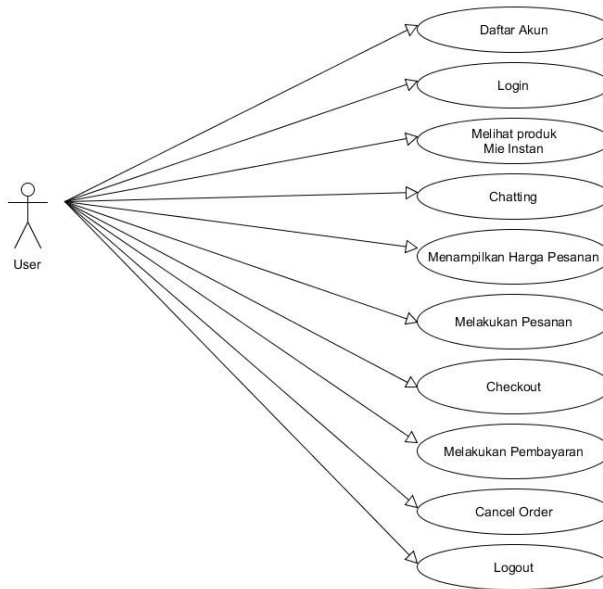 Daftar Akun
Login
Melihat produk
Mie Instan
Chatting
User
Menampilkan Harga Pesanan
Melakukan Pesanan
Checkout
Melakukan Pembayaran
Cancel Order
Logout